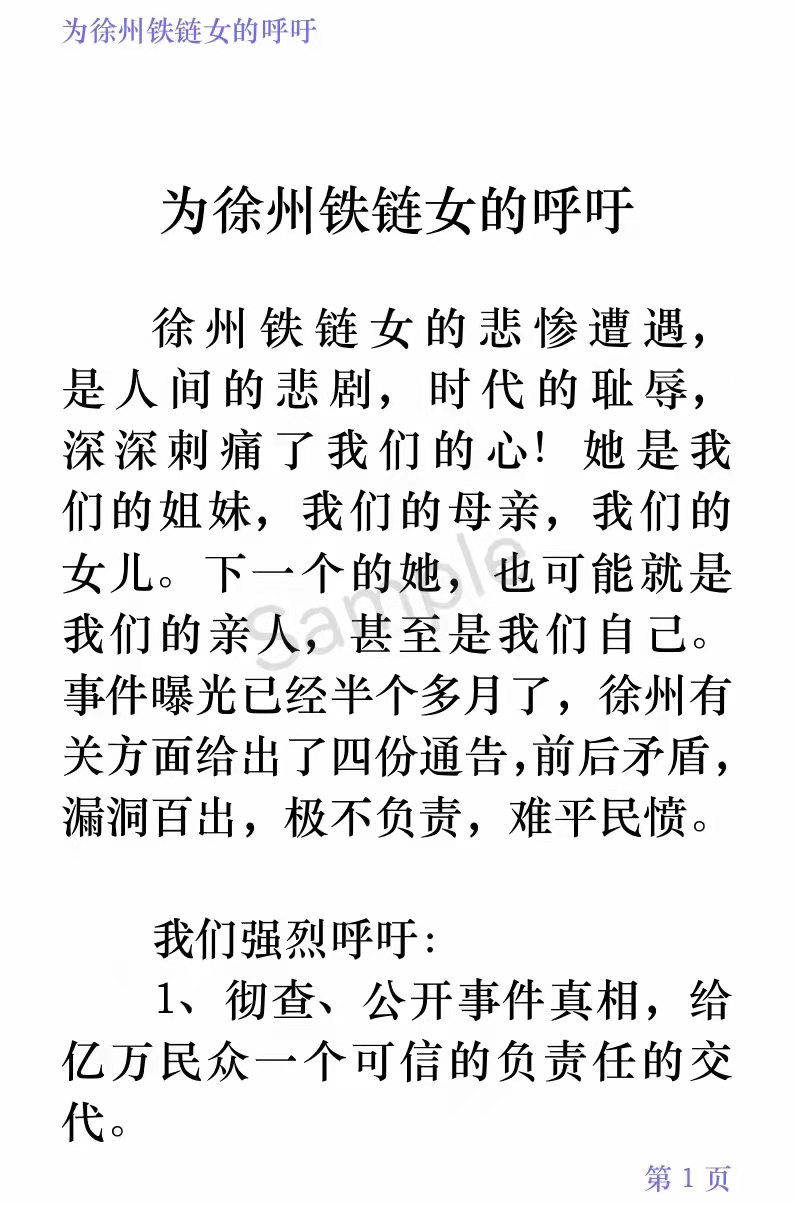 为徐州铁链女的呼吁
为徐州铁链女的呼吁
徐州铁链女的悲惨遭遇，
是人间的悲剧，时代的耻辱，
深深刺痛了我们的心！她是我
们的姐妹，我们的母亲，我们的
女儿。下一个的她，也可能就是
我们的亲人，甚至是我们自己。
事件曝光已经半个多月了，徐州有
关方面给出了四份通告，前后矛盾，
漏洞百出，极不负责，难平民愤。
我们强烈呼吁：
1、彻查、公开事件真相，给
亿万民众一个可信的负责任的交
代。
Sample
第 1 页